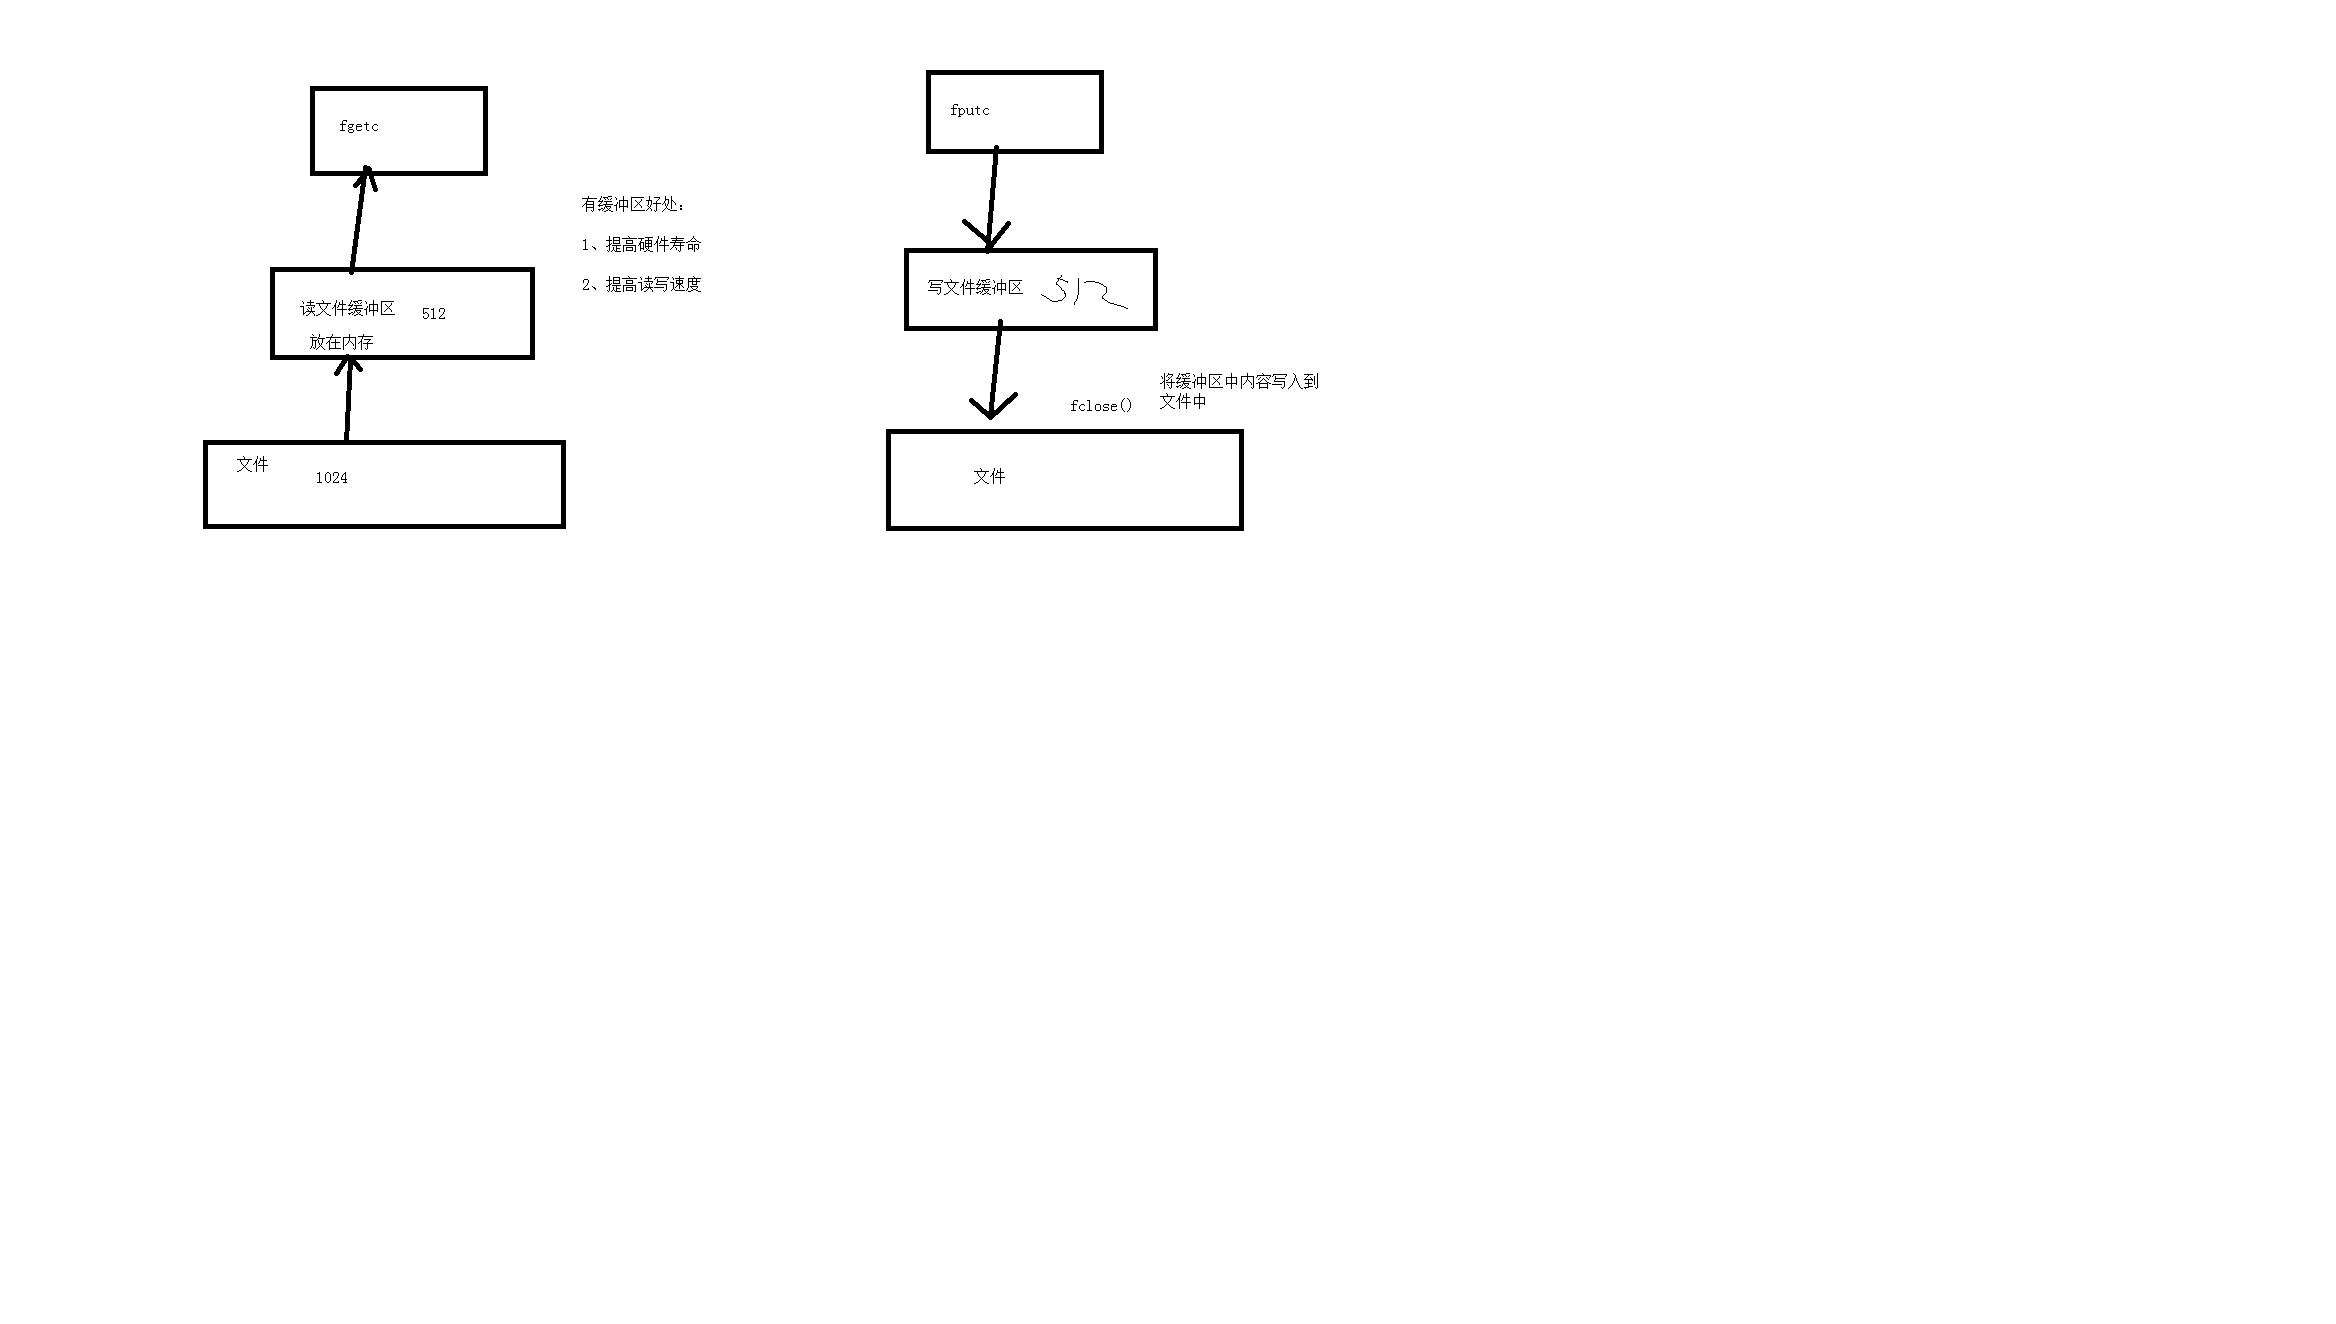 fgetc
读文件缓冲区 512
放在内存
文件
1024
有缓冲区好处:
1、提高硬件寿命
2、提高读写速度
fputc
写文件缓冲区 512
fclose()
将缓冲区中内容写入到
文件中
文件